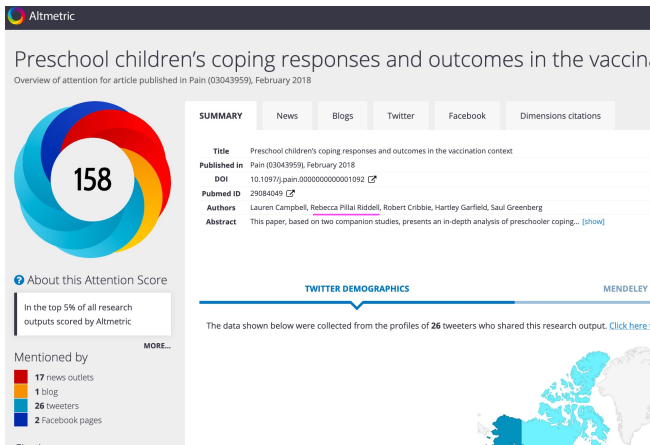 Altmetric
Preschool children's coping responses and outcomes in the
Overview of attention for article published in Pain (03043959), February 2018
158
SUMMARY News Blogs Twitter Facebook Dimensions citations
Title Preschool children's coping responses and outcomes in the vaccination context
Published in Pain (03043959), February 2018
DOI 10.1097/j.pain.0000000000001092
Pubmed ID 29084049
Authors Lauren Campbell, Rebecca Pillai Riddell, Robert Cribbie, Hartley Garfield, Saul Greenberg
Abstract This paper, based on two companion studies, presents an in-depth analysis of preschooler coping... [show]
About this Attention Score
In the top 5% of all research
outputs scored by Altmetric
MORE...
Mentioned by
17 news outlets
1 blog
26 tweeters
2 Facebook pages
TWITTER DEMOGRAPHICS MENDELEY
The data shown below were collected from the profiles of 26 tweeters who shared this research output. Click here